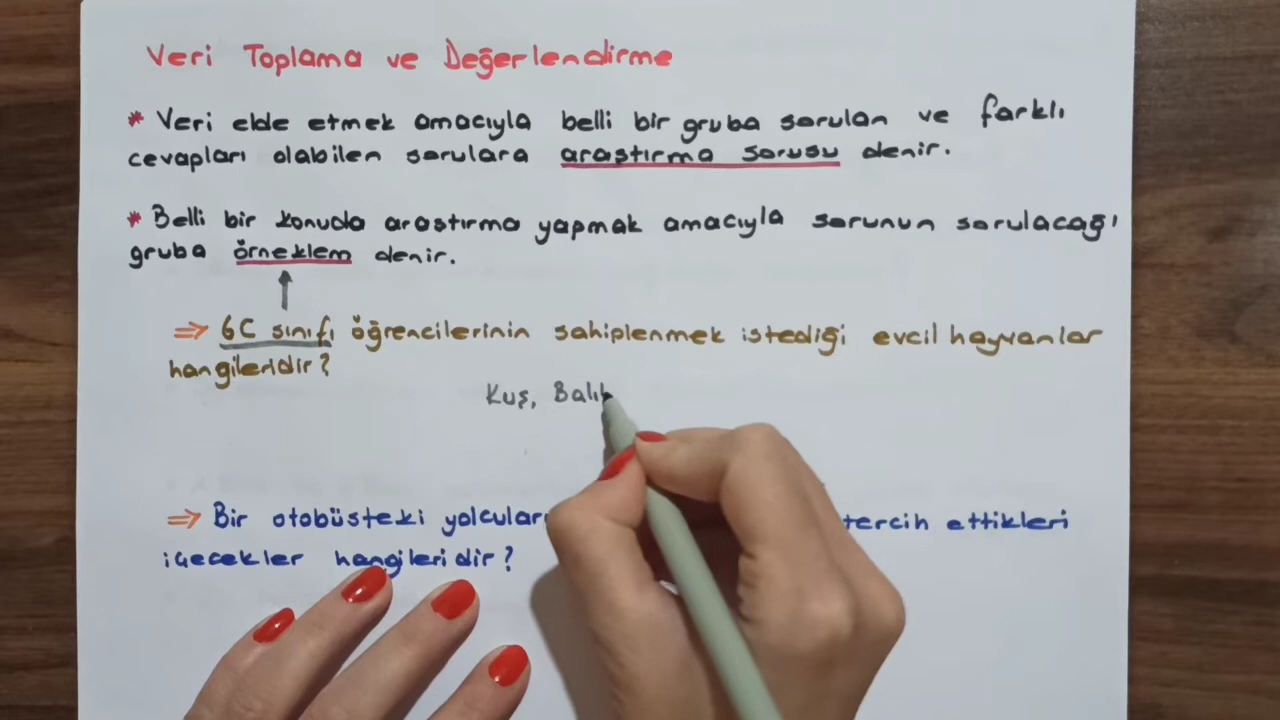 Veri Toplama ve Değerlendirme
* Veri elde etmek amacıyla belli bir gruba sorulan ve farklı
cevapları olabilen sorulara araştırma sorusu denir.
* Belli bir konuda araştırma yapmak amacıyla sorunun sorulacağı
gruba örneklem denir.
⇒ 6C sınıfı öğrencilerinin sahiplenmek istediği evcil hayvanlar
hangileridir?
Kuş,
⇒ Bir otobüsteki tercih ettikleri
içecekler hangileridir?